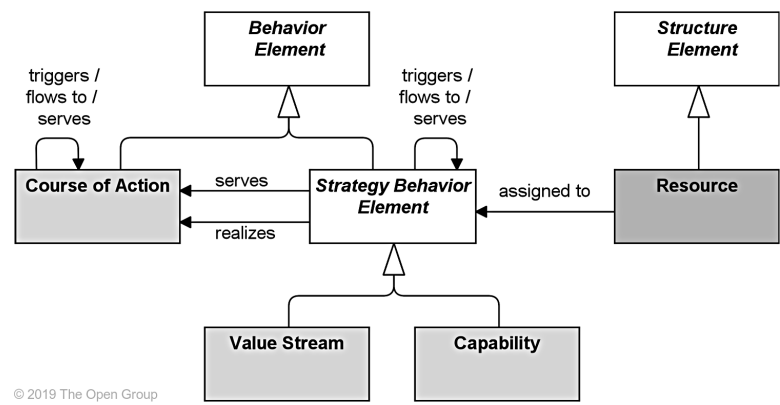 Behavior
Element
Structure
Element
triggers /
flows to /
serves
triggers /
flows to /
serves
Course of Action
serves
realizes
Strategy Behavior
Element
assigned to
Resource
Value Stream
Capability
© 2019 The Open Group